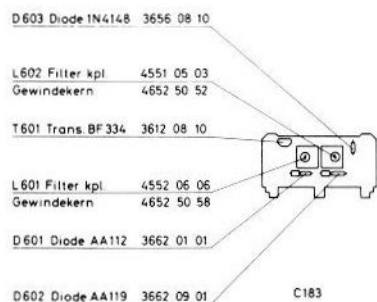 D603 Diode 1N4148 3656 08 10
L602 Filter kpl. 4551 05 03
Gewindekern 4652 50 52
T601 Trans. BF334 3612 08 10
L601 Filter kpl. 4552 06 06
Gewindekern 4652 50 58
D601 Diode AA112 3662 01 01
D602 Diode AA119 3662 09 01
C183